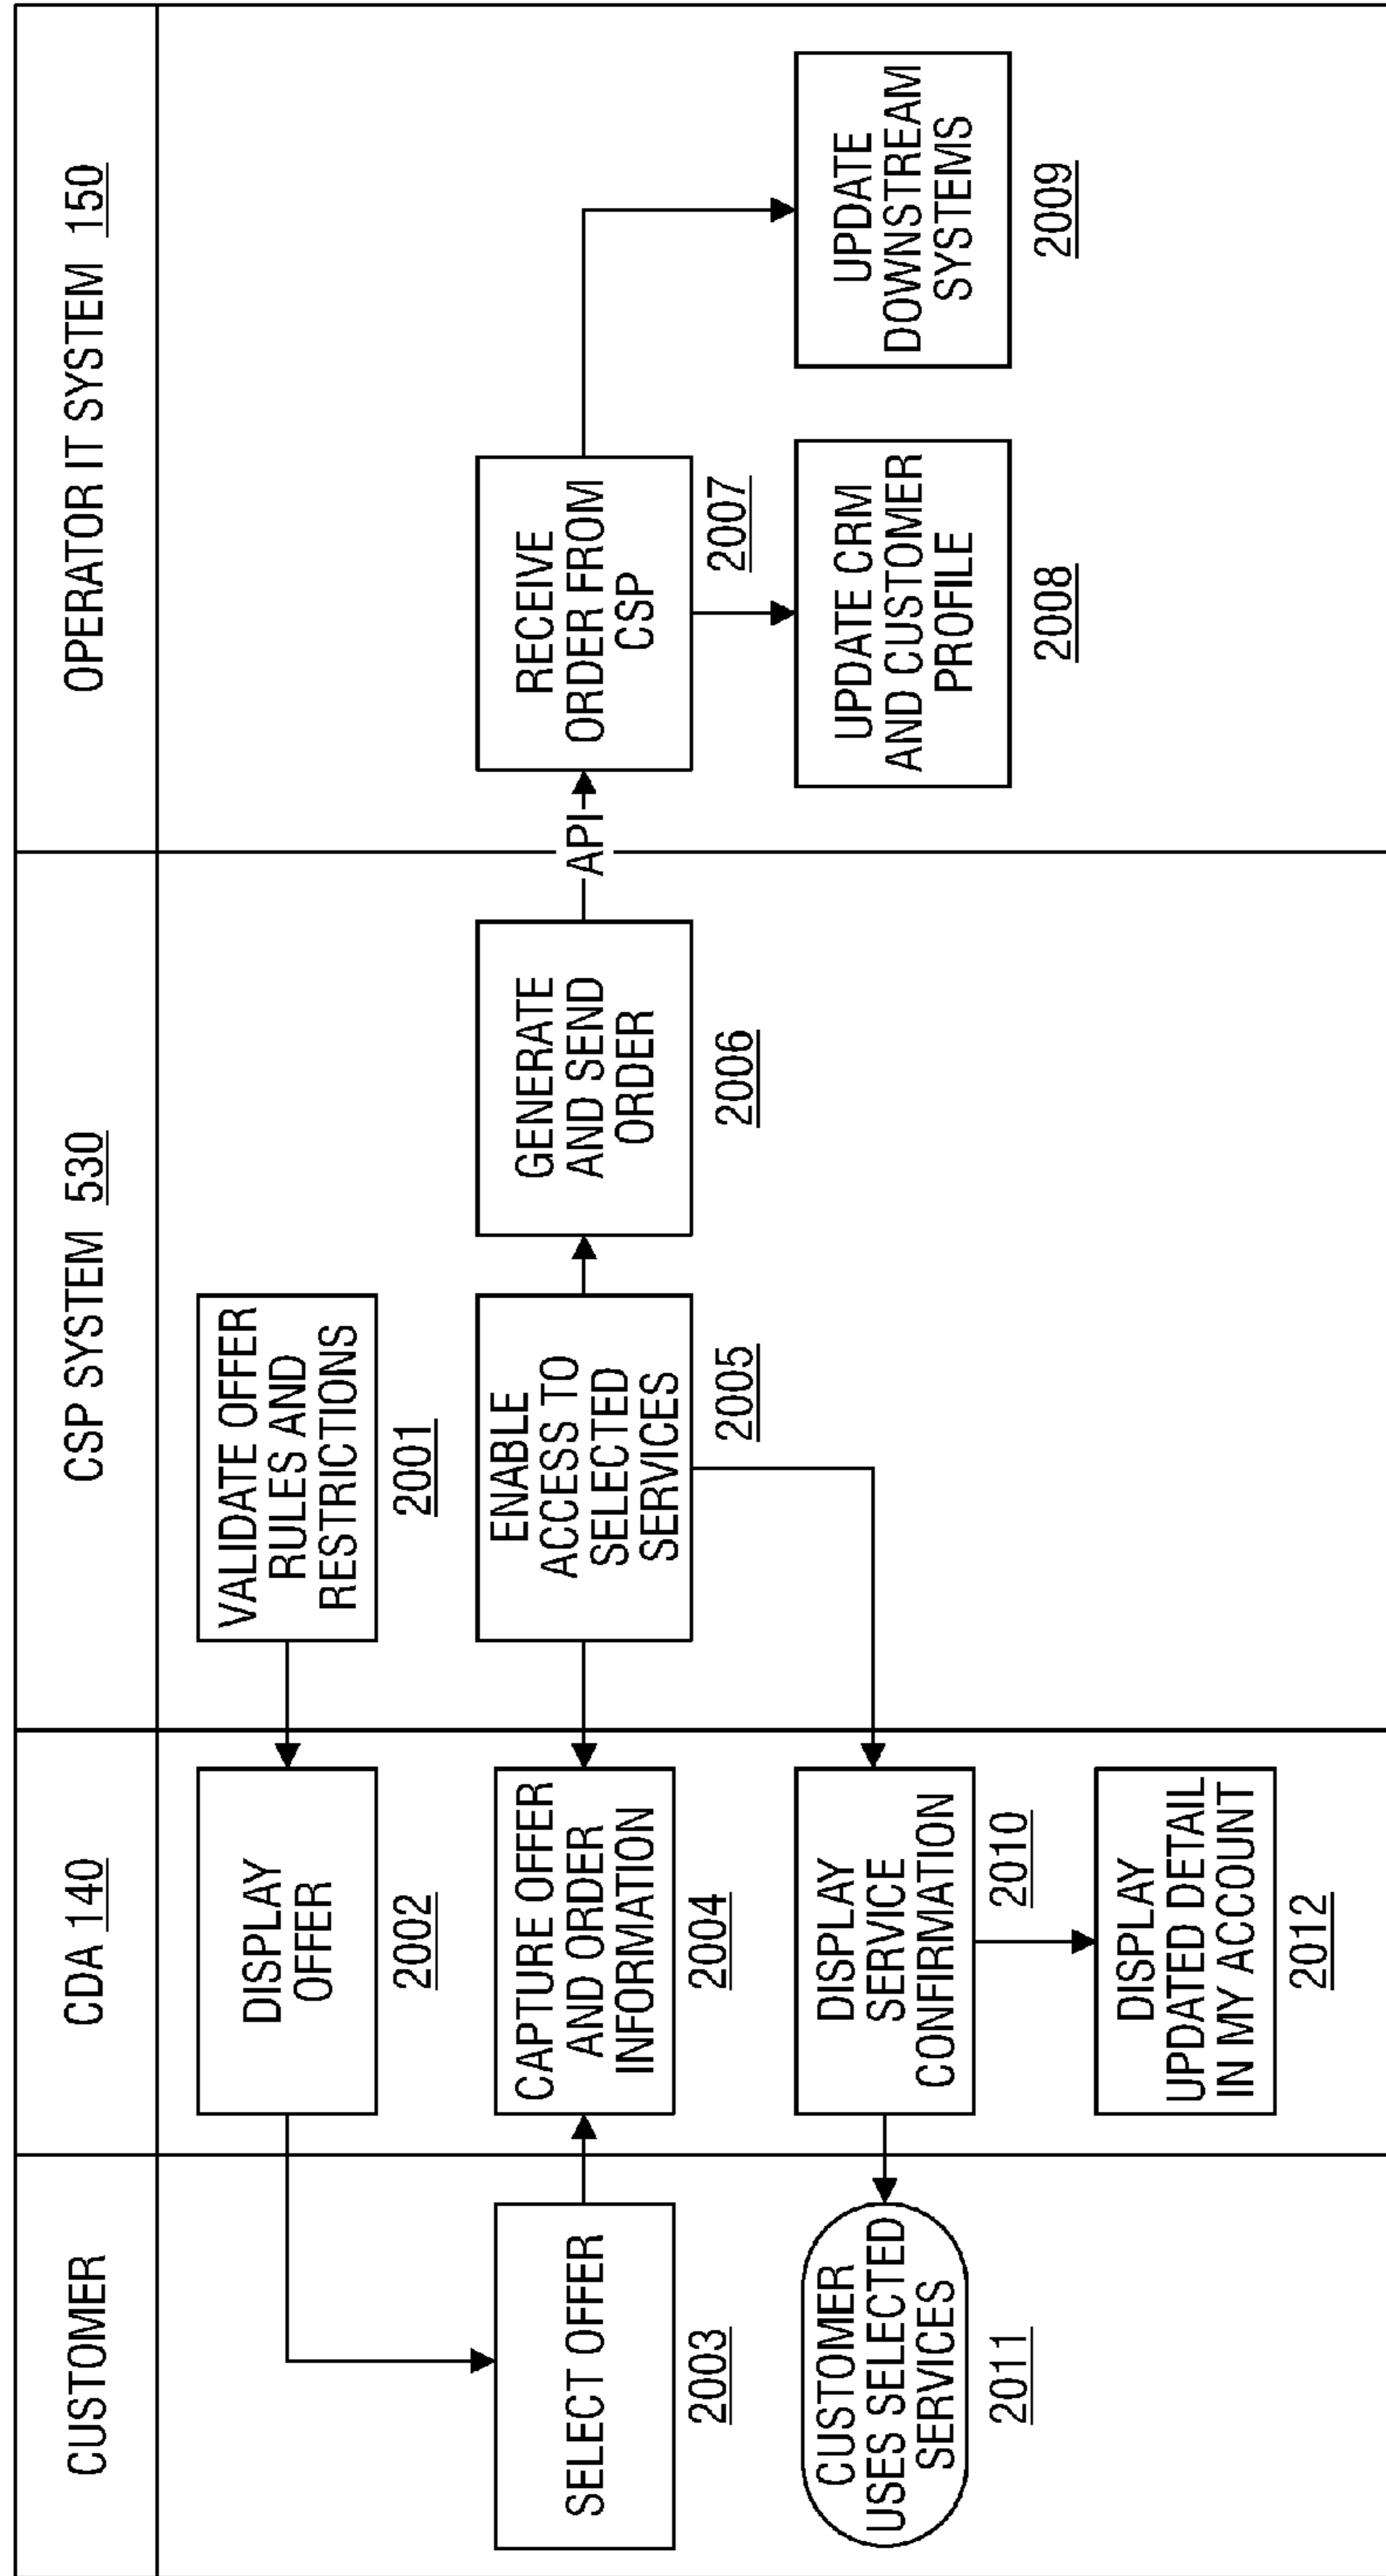 CUSTOMER
CDA 140
CSP SYSTEM 530
OPERATOR IT SYSTEM 150
DISPLAY
OFFER
2002
VALIDATE OFFER
RULES AND
RESTRICTIONS
2001
SELECT OFFER
2003
CAPTURE OFFER
AND ORDER
INFORMATION
2004
ENABLE
ACCESS TO
SELECTED
SERVICES
2005
GENERATE
AND SEND
ORDER
2006
API
RECEIVE
ORDER FROM
CSP
2007
CUSTOMER
USES SELECTED
SERVICES
2011
DISPLAY
SERVICE
CONFIRMATION
2010
UPDATE CRM
AND CUSTOMER
PROFILE
2008
UPDATE
DOWNSTREAM
SYSTEMS
2009
DISPLAY
UPDATED DETAIL
IN MY ACCOUNT
2012